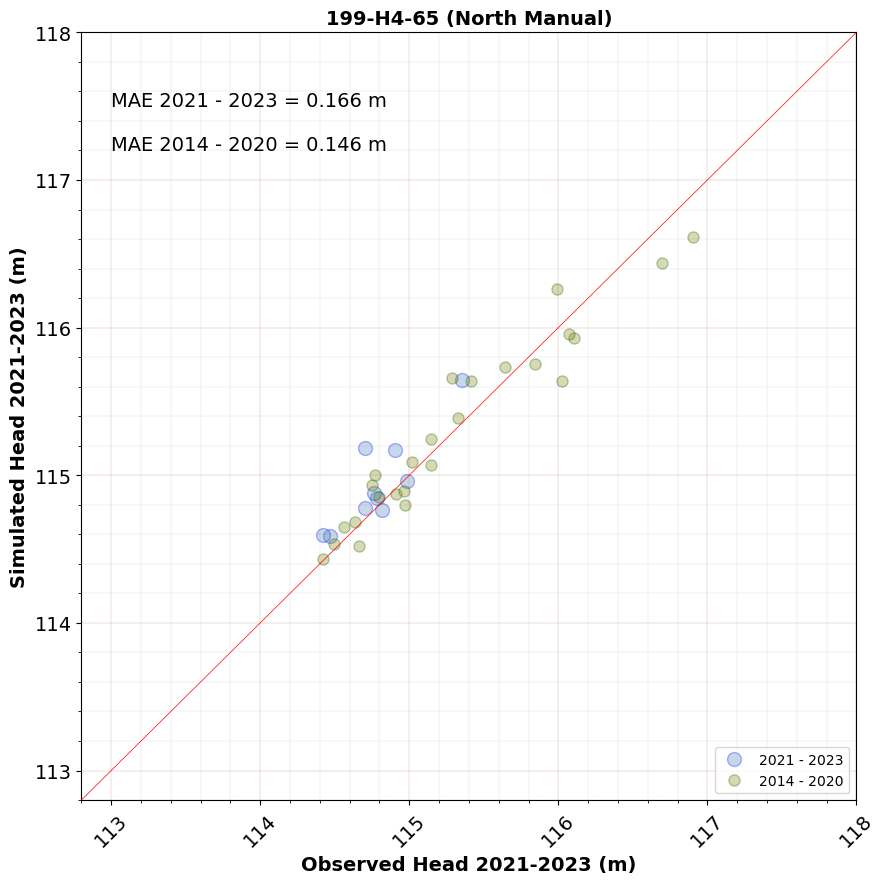 199-H4-65 (North Manual)
118
MAE 2021 - 2023 = 0.166 m
MAE 2014 - 2020 = 0.146 m
117
116
115
114
113
Simulated Head 2021-2023 (m)
2021 - 2023
2014 - 2020
113 114 115 116 117 118
Observed Head 2021-2023 (m)